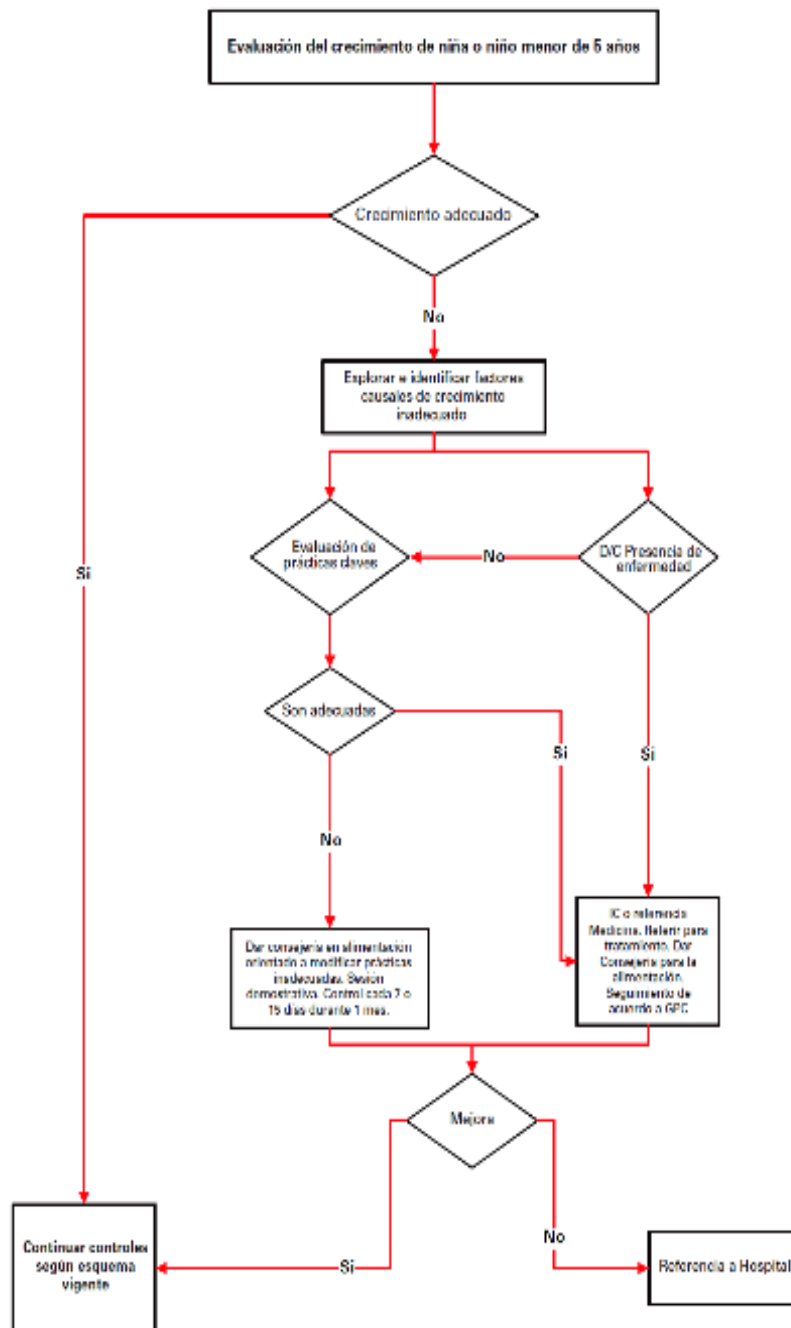 Evaluación del crecimiento de niña o niño menor de 5 años
Crecimiento adecuado
No
Explorar e identificar factores
causales de crecimiento
inadecuado
Evaluación de
prácticas claves
No
D/C Presencia de
enfermedad
Si
Son adecuadas
Si
Si
No
Dar consejería en alimentación
orientado a modificar prácticas
inadecuadas. Sesión
demostrativa. Control cada 7 o
15 días durante 1 mes.
IC o referencia
Medicina. Referir para
tratamiento. Dar
Consejería para la
alimentación.
Seguimiento de
acuerdo a GPC
Mejora
Continuar controles
según esquema
vigente
Si
No
Referencia a Hospital